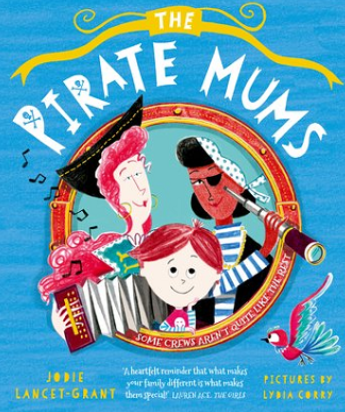 THE
PIRATE MUMS
SOME CREWS AREN'T QUITE LIKE THE REST
JODIE
LANCET-GRANT
'A heartfelt reminder that what makes
your family different is what makes
them special!' LAUREN ACE, THE GIRLS
PICTURES BY
LYDIA CORRY